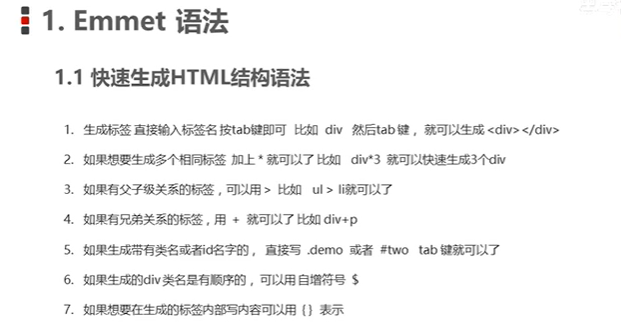 1. Emmet 语法
1.1 快速生成HTML结构语法
1. 生成标签 直接输入标签名 按tab键即可 比如 div 然后tab 键， 就可以生成 <div></div>
2. 如果想要生成多个相同标签 加上 * 就可以了 比如 div*3 就可以快速生成3个div
3. 如果有父子级关系的标签，可以用 > 比如 ul > li就可以了
4. 如果有兄弟关系的标签，用 + 就可以了 比如 div+p
5. 如果生成带有类名或者id名字的， 直接写 .demo 或者 #two tab 键就可以了
6. 如果生成的div 类名是有顺序的， 可以用 自增符号 $
7. 如果想要在生成的标签内部写内容可以用 { } 表示